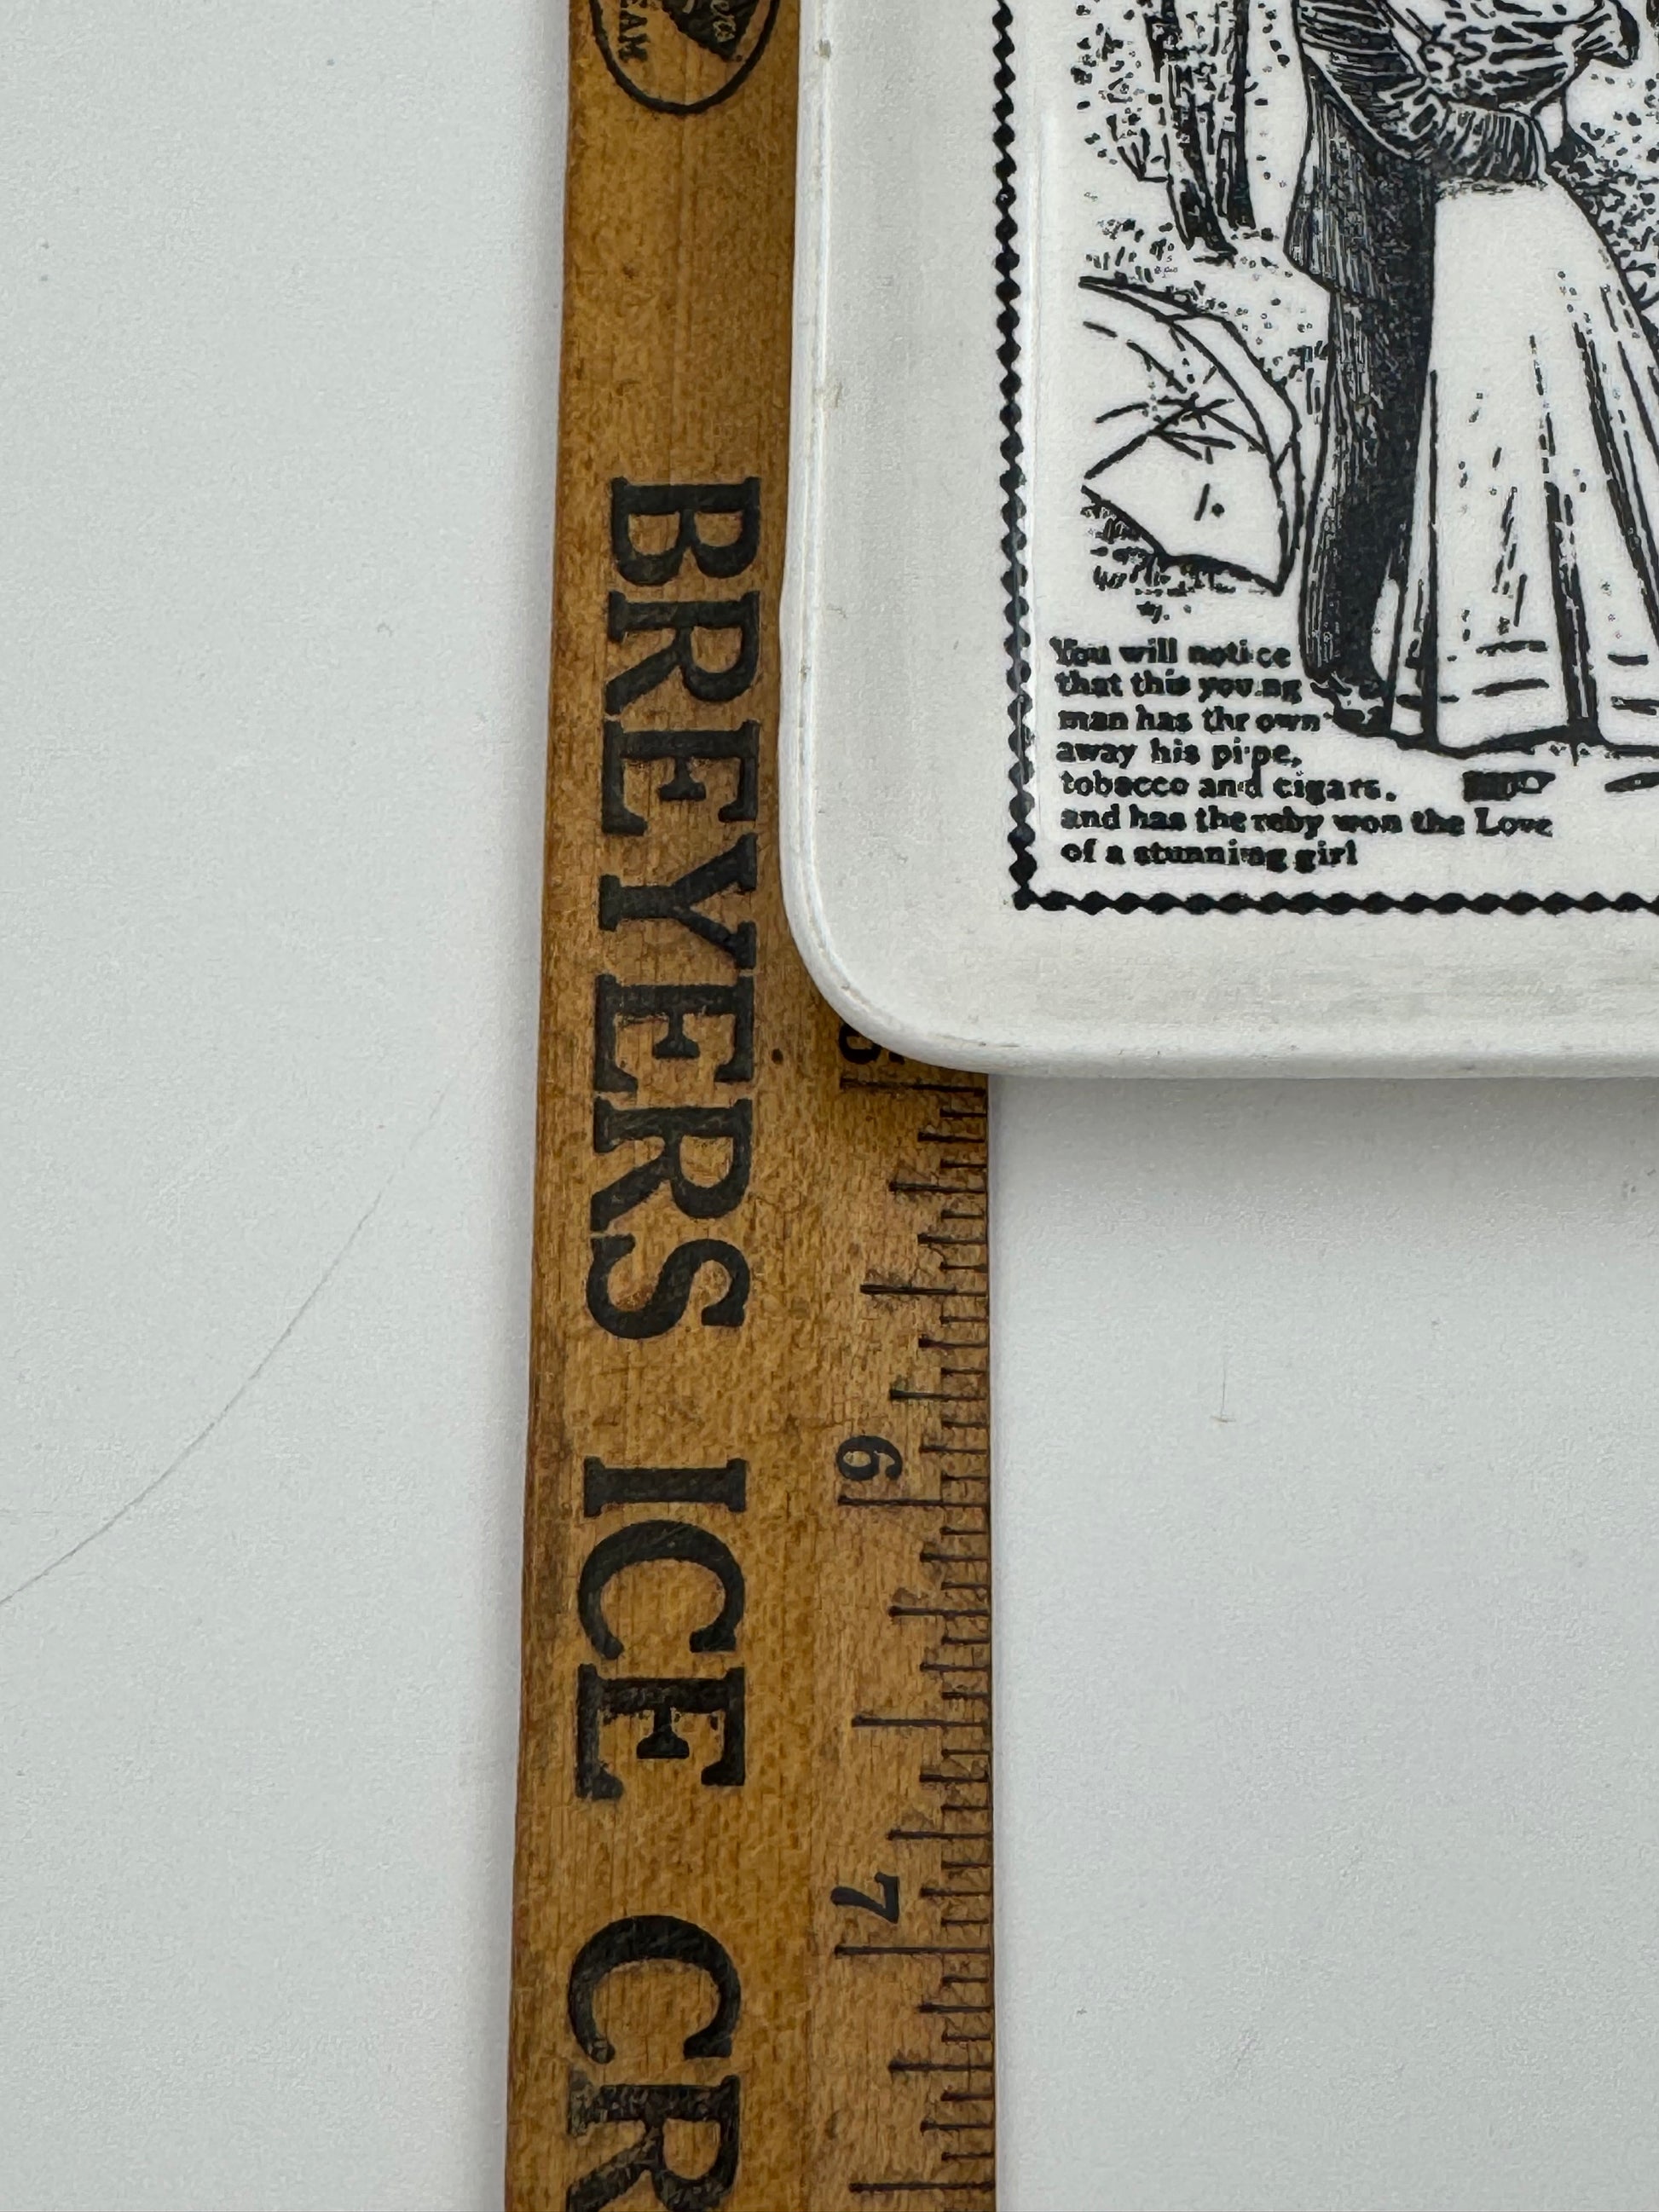 BREYERS ICE CR
You will notice
that this young
man has thrown
away his pipe,
tobacco and cigars.
and has thereby won the Love
of a stunning girl
6
7